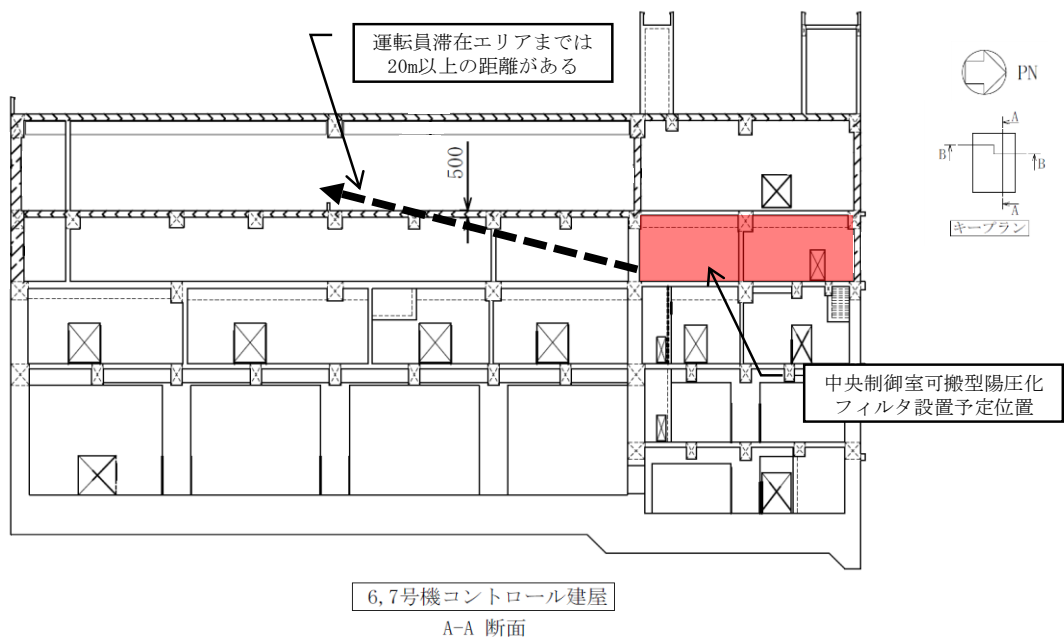 運転員滞在エリアまでは
20m以上の距離がある
PN
A
B
B
A
キープラン
500
中央制御室可搬型陽圧化
フィルタ設置予定位置
6,7号機コントロール建屋
A-A 断面